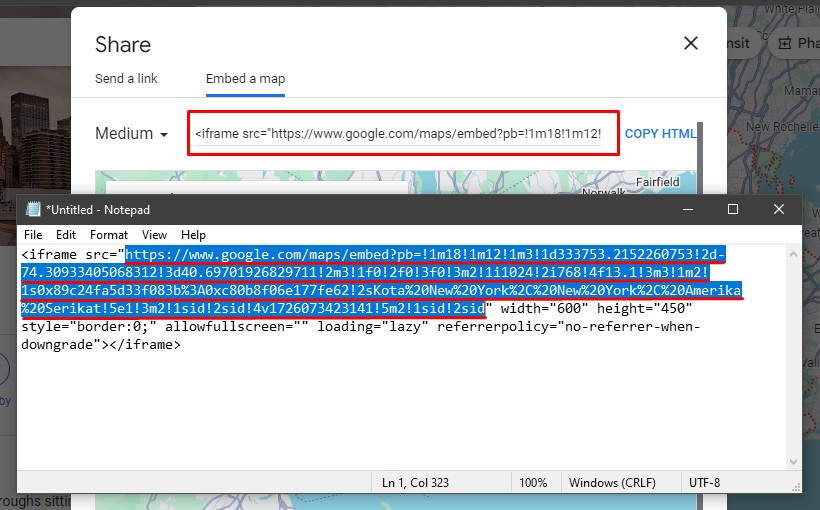 White Plai
Share
nsit
Pha
Send a link
Embed a map
Mamar
Medium
<iframe src="https://www.google.com/maps/embed?pb=!1m18!1m12!
COPY HTML
New Rochelle
Norwalk
Fairfield
*Untitled - Notepad
File Edit Format View Help
<iframe src="https://www.google.com/maps/embed?pb=!1m18!1m12!1m3!1d333753.2152260753!2d-
74.30933405068312!3d40.69701926829711!2m3!1f0!2f0!3f0!3m2!1i1024!2i768!4f13.1!3m3!1m2!
1s0x89c24fa5d33f083b%3A0xc80b8f06e177fe62!2sKota%20New%20York%2C%20New%20York%2C%20Amerika
%20Serikat!5e1!3m2!1sid!2sid!4v1726073423141!5m2!1sid!2sid" width="600" height="450"
style="border:0;" allowfullscreen="" loading="lazy" referrerpolicy="no-referrer-when-
downgrade"></iframe>
by
Ln 1, Col 323
100%
Windows (CRLF)
UTF-8
roughs sittin